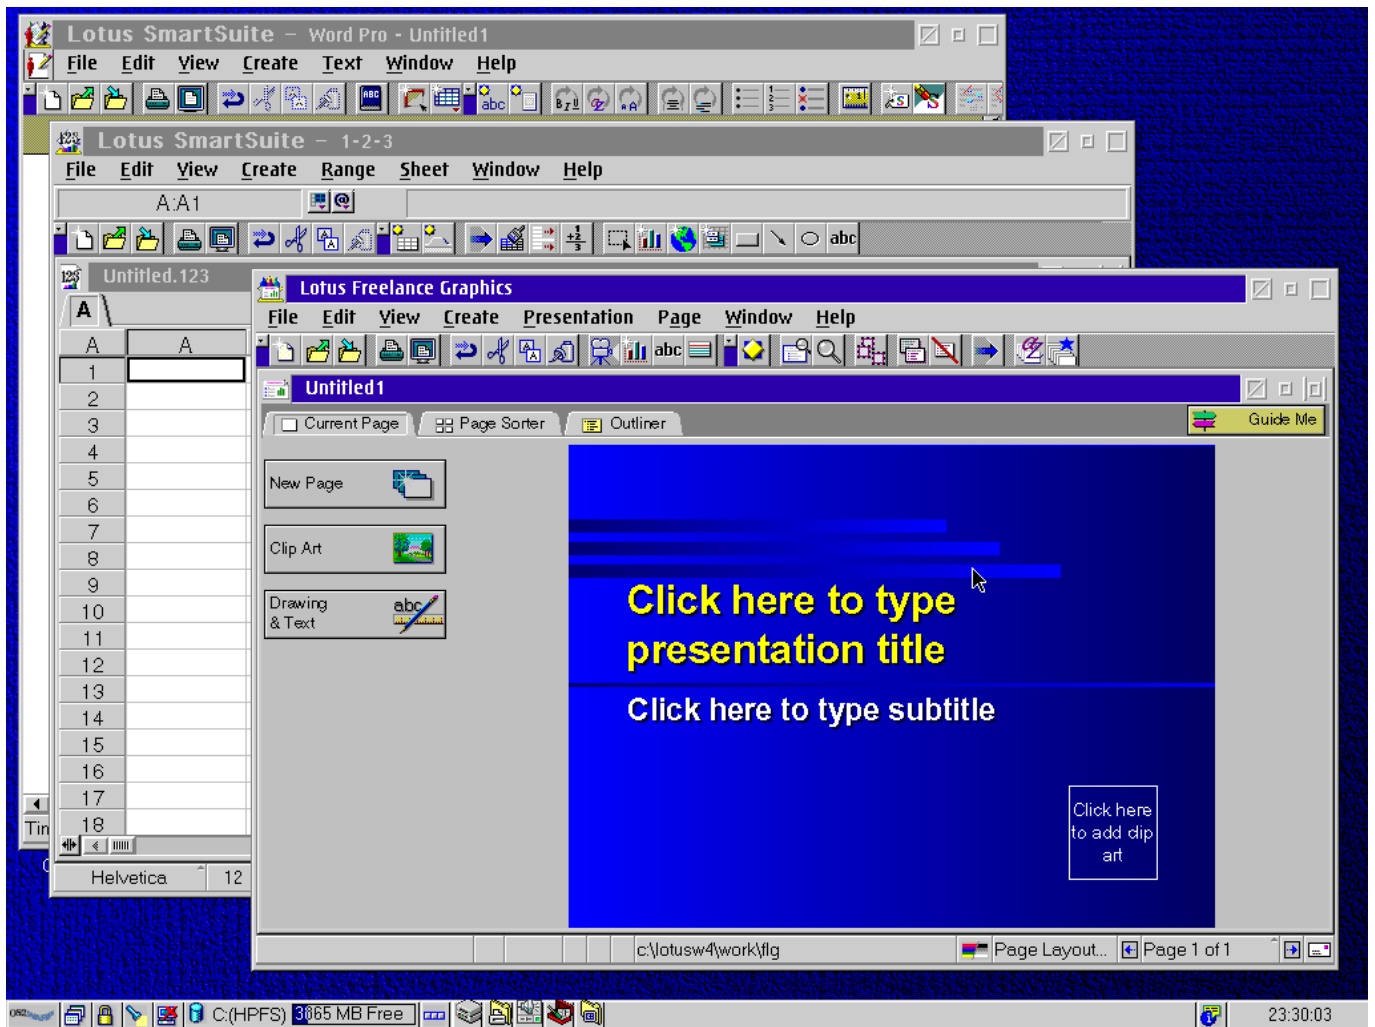 Lotus SmartSuite – Word Pro - Untitled1
File Edit View Create Text Window Help
Lotus SmartSuite – 1-2-3
File Edit View Create Range Sheet Window Help
A:A1
Untitled.123
Lotus Freelance Graphics
File Edit View Create Presentation Page Window Help
Untitled1
Current Page Page Sorter Outliner Guide Me
A
A A
1
2
3
4
5
6
7
8
9
10
11
12
13
14
15
16
17
18
New Page
Clip Art
Drawing
& Text
Click here to type
presentation title
Click here to type subtitle
Click here
to add clip
art
Tin
Helvetica 12
c:\lotusw4\work\flg Page Layout... Page 1 of 1
C:(HPFS) 3865 MB Free 23:30:03